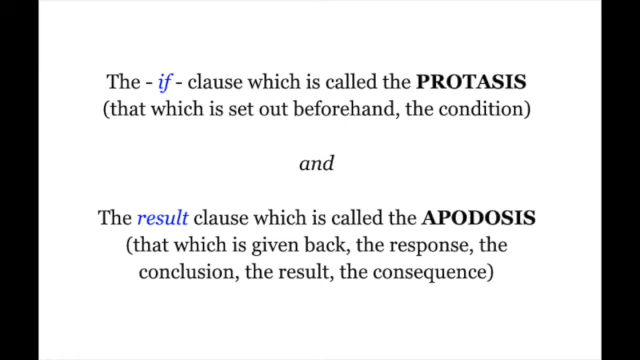 The - if - clause which is called the PROTASIS
(that which is set out beforehand, the condition)
and
The result clause which is called the APODOSIS
(that which is given back, the response, the
conclusion, the result, the consequence)